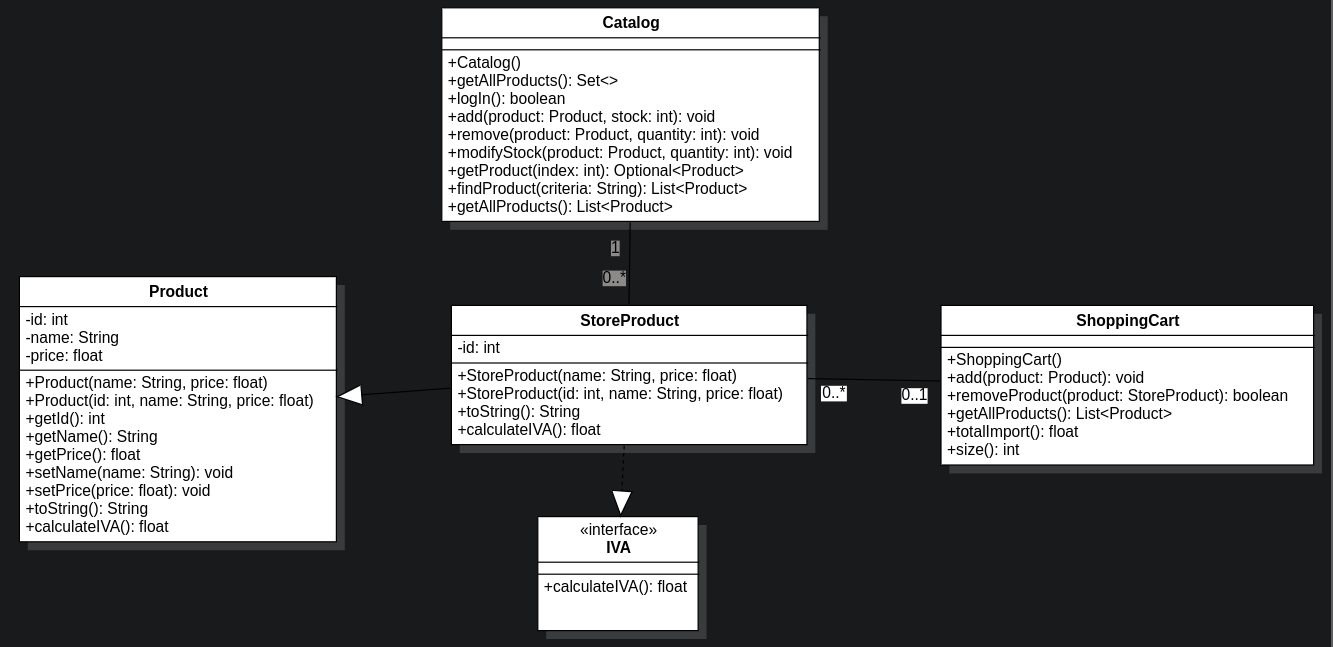 Catalog
+Catalog()
+getAllProducts(): Set<>
+logIn(): boolean
+add(product: Product, stock: int): void
+remove(product: Product, quantity: int): void
+modifyStock(product: Product, quantity: int): void
+getProduct(index: int): Optional<Product>
+findProduct(criteria: String): List<Product>
+getAllProducts(): List<Product>
1
0..*
Product
-id: int
-name: String
-price: float
+Product(name: String, price: float)
+Product(id: int, name: String, price: float)
+getId(): int
+getName(): String
+getPrice(): float
+setName(name: String): void
+setPrice(price: float): void
+toString(): String
+calculateIVA(): float
StoreProduct
-id: int
+StoreProduct(name: String, price: float)
+StoreProduct(id: int, name: String, price: float)
+toString(): String
+calculateIVA(): float
0..*
0..1
ShoppingCart
+ShoppingCart()
+add(product: Product): void
+removeProduct(product: StoreProduct): boolean
+getAllProducts(): List<Product>
+totalImport(): float
+size(): int
«interface»
IVA
+calculateIVA(): float